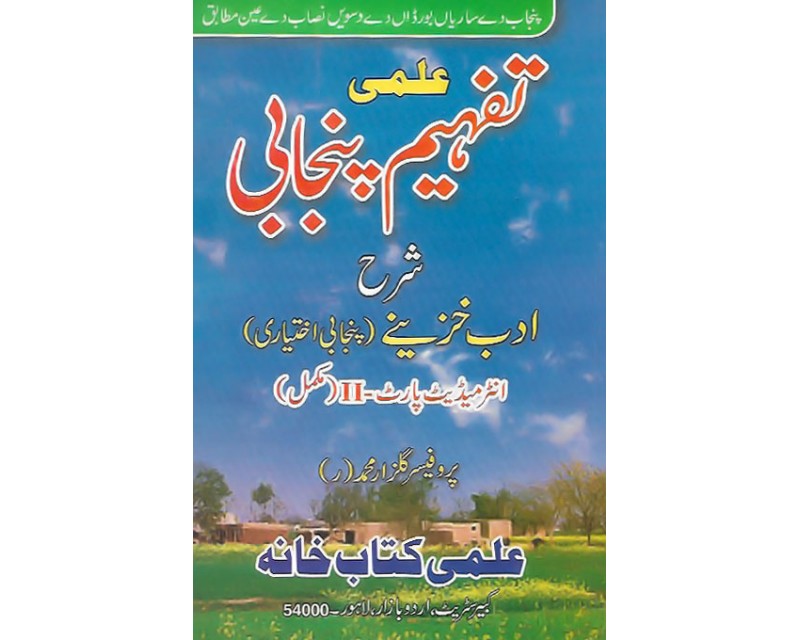 پنجاب دے ساریاں بورڈاں دے دسویں نصاب دے عین مطابق
علمی
تفہیم پنجابی
شرح
ادب خزینے (پنجابی اختیاری)
انٹرمیڈیٹ پارٹ-II (مکمل)
پروفیسر گلزار محمد (ر)
علمی کتاب خانہ
کبیر سٹریٹ، اردو بازار، لاہور-54000